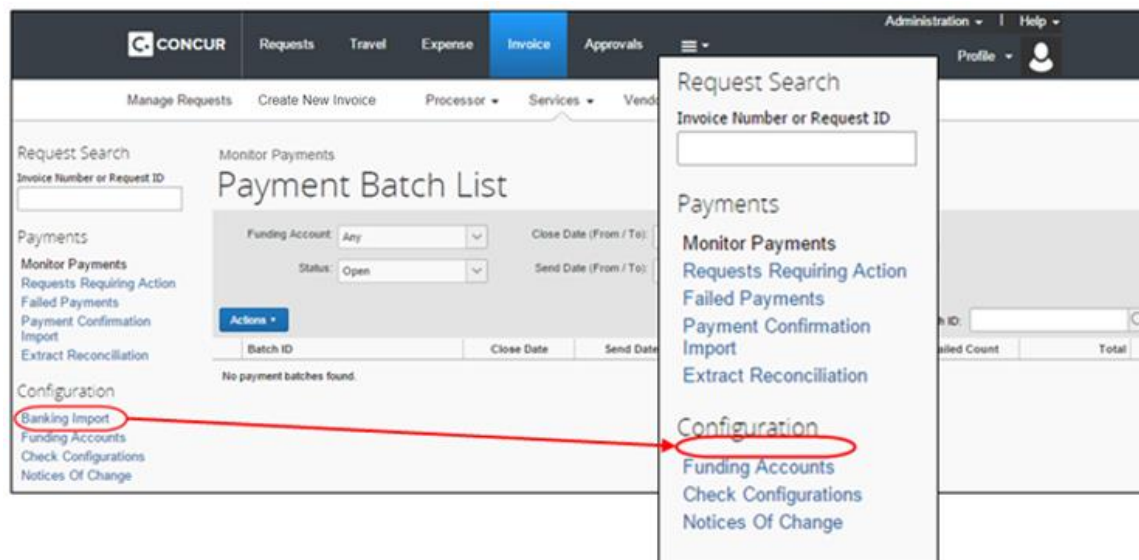 Administration | Help
C. CONCUR Requests Travel Expense Invoice Approvals
Profile
Manage Requests Create New Invoice Processor Services
Request Search
Invoice Number or Request ID
Payments
Monitor Payments
Requests Requiring Action
Failed Payments
Payment Confirmation
Import
Extract Reconciliation
Configuration
Banking Import
Funding Accounts
Check Configurations
Notices Of Change
Monitor Payments
Payment Batch List
Funding Account: Any Close Date (From / To):
Status: Open Send Date (From / To):
Actions
Batch ID Close Date Send Date Count Total
No payment batches found.
Request Search
Invoice Number or Request ID
Payments
Monitor Payments
Requests Requiring Action
Failed Payments
Payment Confirmation
Import
Extract Reconciliation
Configuration
Funding Accounts
Check Configurations
Notices Of Change